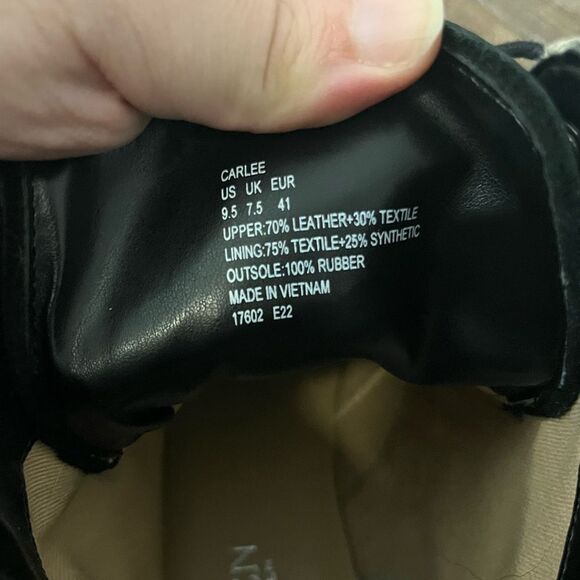 CARLEE
US UK EUR
9.5 7.5 41
UPPER:70% LEATHER+30% TEXTILE
LINING:75% TEXTILE+25% SYNTHETIC
OUTSOLE:100% RUBBER
MADE IN VIETNAM
17602 E22